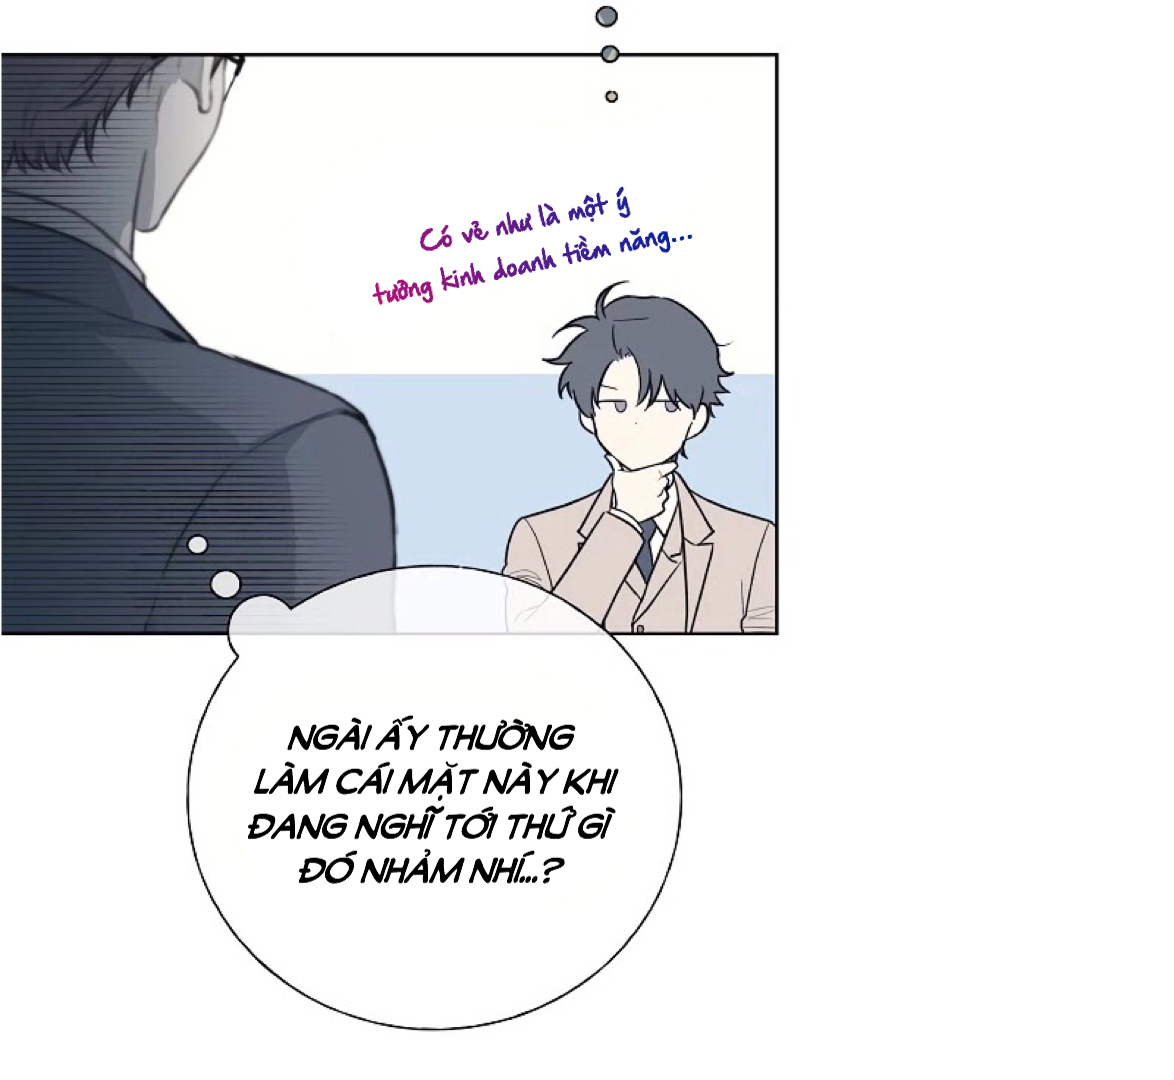 Có vẻ như là một ý
tưởng kinh doanh tiềm năng...
NGÀI ẤY THƯỜNG
LÀM CÁI MẶT NÀY KHI
ĐANG NGHĨ TỚI THỨ GÌ
ĐÓ NHẢM NHÍ...?